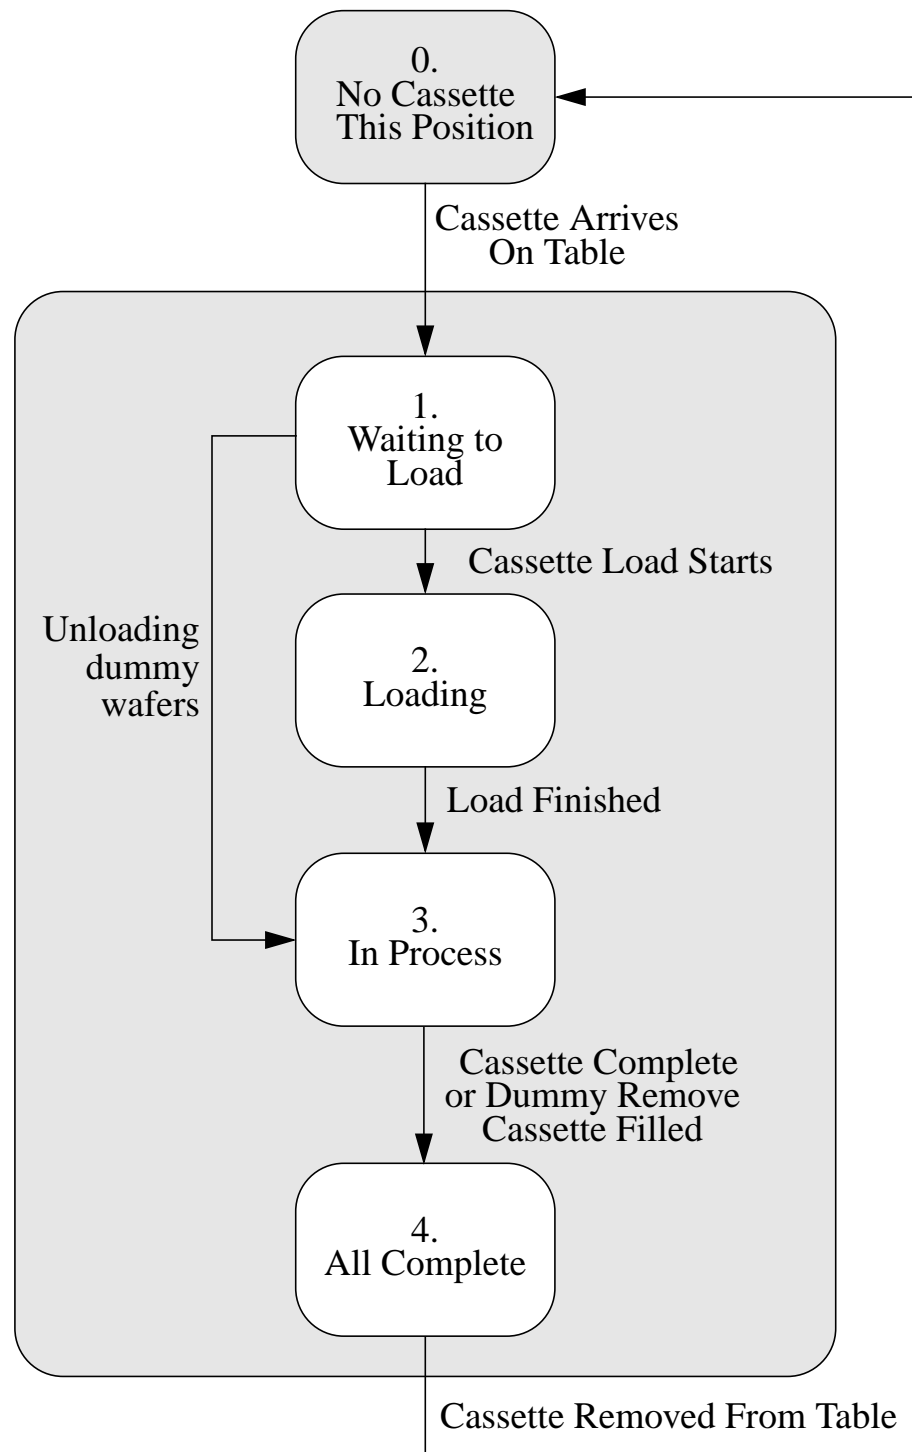 0.
No Cassette
This Position
Cassette Arrives
On Table
1.
Waiting to
Load
Cassette Load Starts
Unloading
dummy
wafers
2.
Loading
Load Finished
3.
In Process
Cassette Complete
or Dummy Remove
Cassette Filled
4.
All Complete
Cassette Removed From Table